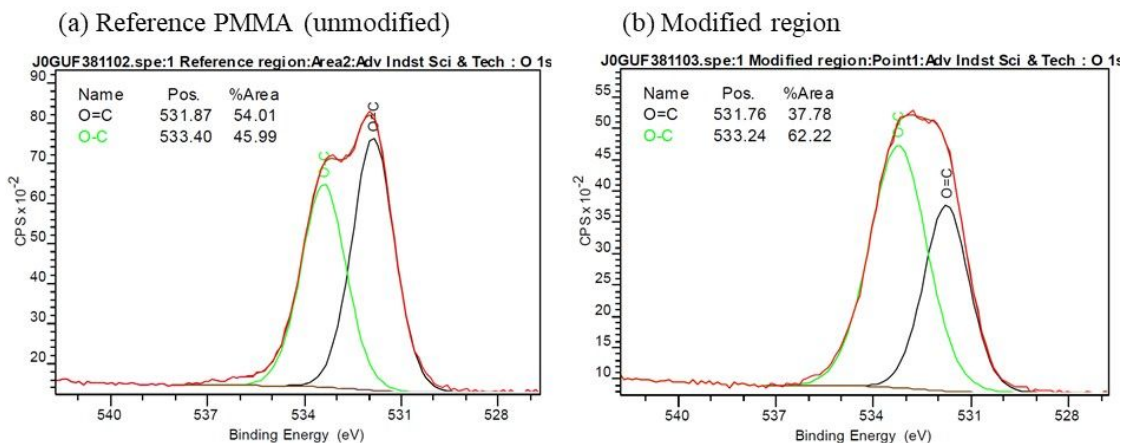 (a) Reference PMMA (unmodified)
J0GUF381102.spe:1 Reference region:Area2:Adv Indst Sci & Tech : O 1s
Name Pos. %Area
O=C 531.87 54.01
O-C 533.40 45.99
O-C
O=C
90
80
70
60
50
40
30
20
CPS x 10-2
540 537 534 531 528
Binding Energy (eV)
(b) Modified region
J0GUF381103.spe:1 Modified region:Point1:Adv Indst Sci & Tech : O 1s
Name Pos. %Area
O=C 531.76 37.78
O-C 533.24 62.22
O-C
O=C
55
50
45
40
35
30
25
20
15
10
CPS x 10-2
540 537 534 531 528
Binding Energy (eV)